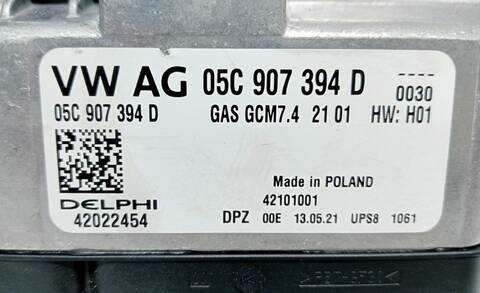 VW AG 05C 907 394 D ----
0030
05C 907 394 D GAS GCM7.4 21 01 HW: H01
Made in POLAND
42101001
DELPHI
42022454
DPZ 00E 13.05.21 UPS8 1061